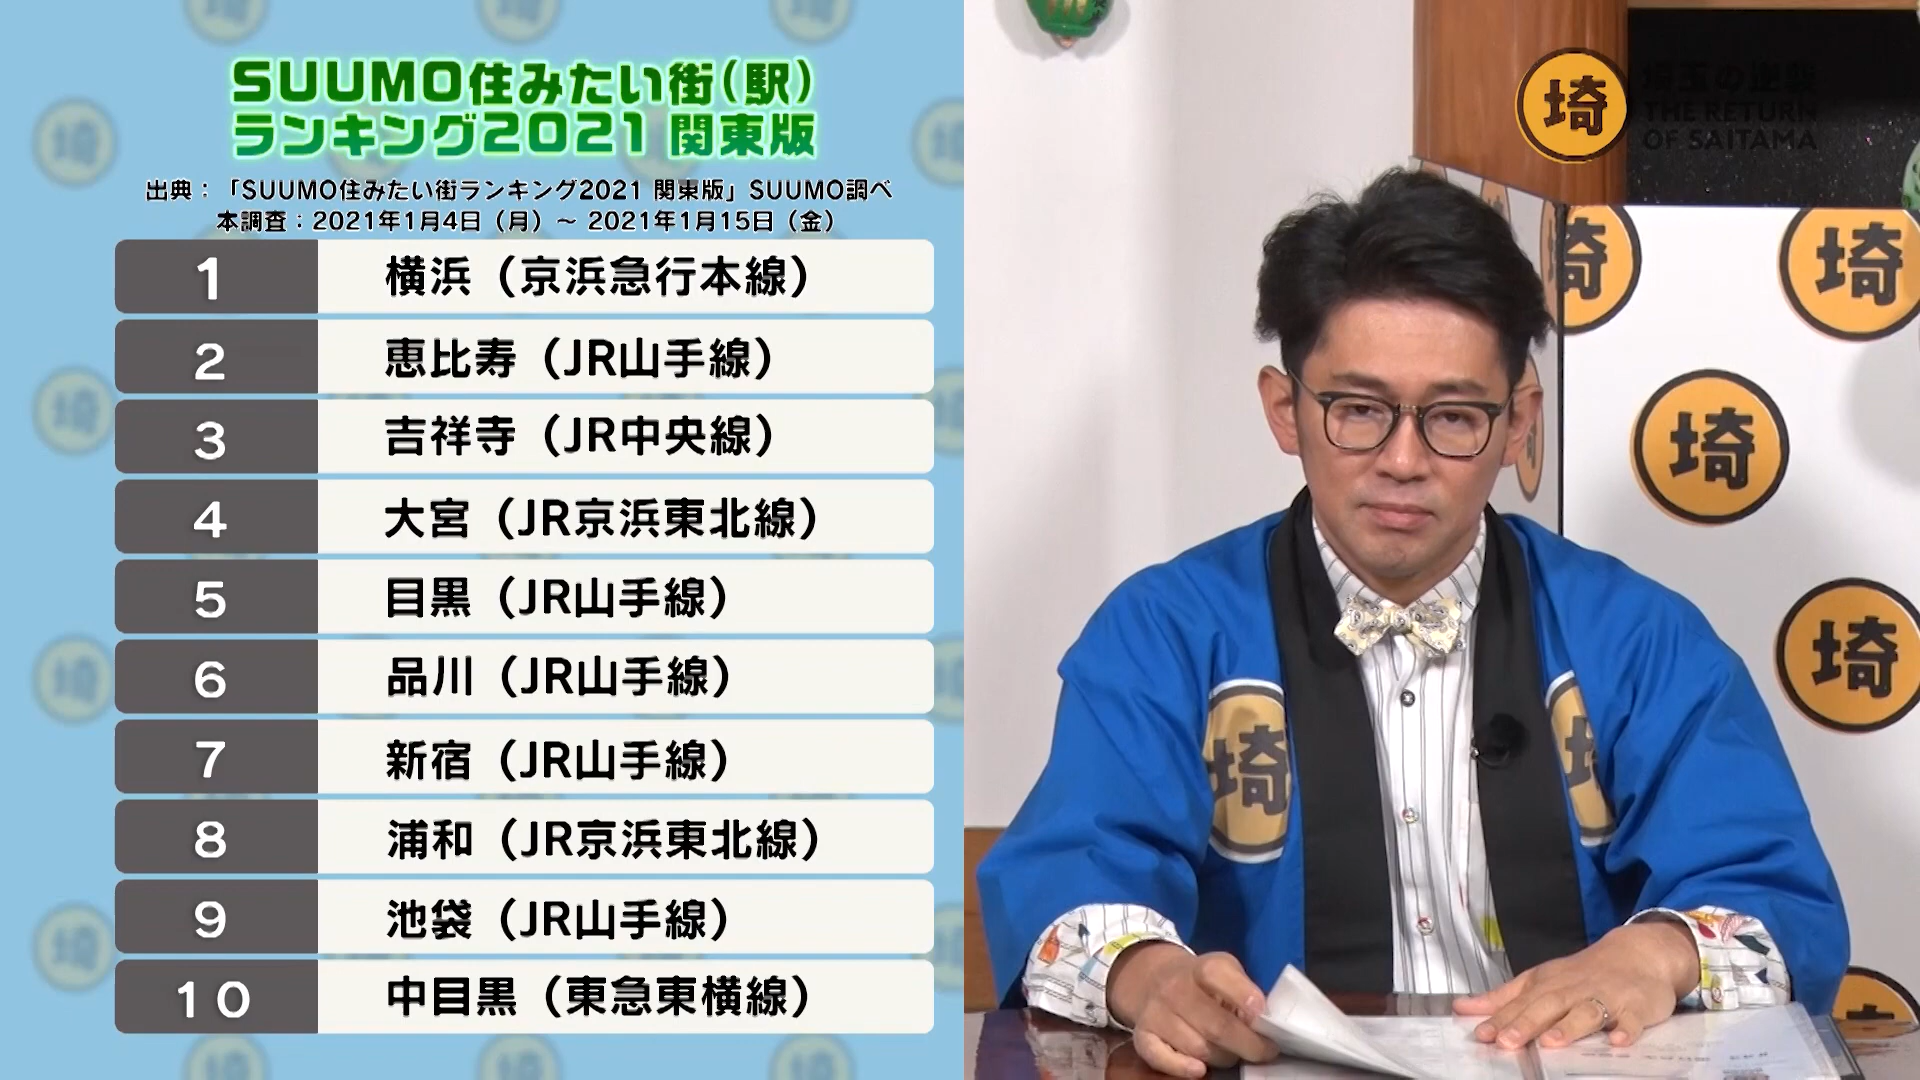 SUUMO住みたい街（駅）
ランキング2021 関東版
出典：「SUUMO住みたい街ランキング2021 関東版」SUUMO調べ
本調査：2021年1月4日（月）～ 2021年1月15日（金）
1 横浜（京浜急行本線）
2 恵比寿（JR山手線）
3 吉祥寺（JR中央線）
4 大宮（JR京浜東北線）
5 目黒（JR山手線）
6 品川（JR山手線）
7 新宿（JR山手線）
8 浦和（JR京浜東北線）
9 池袋（JR山手線）
10 中目黒（東急東横線）
埼
埼玉の逆襲
THE RETURN
OF SAITAMA
埼
埼
埼
埼
埼
埼